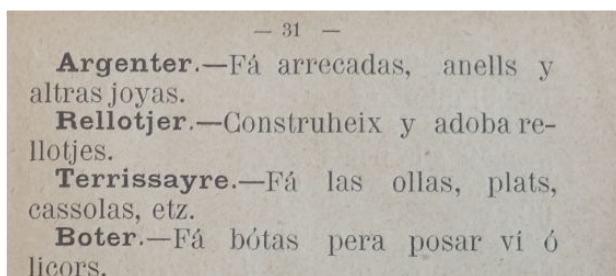 — 31 —
Argenter.—Fá arrecadas, anells y
altras joyas.
Rellotjer.—Construheix y adoba re-
llotjes.
Terrissayre.—Fá las ollas, plats,
cassolas, etz.
Boter.—Fá bótas pera posar ví ó
licors.